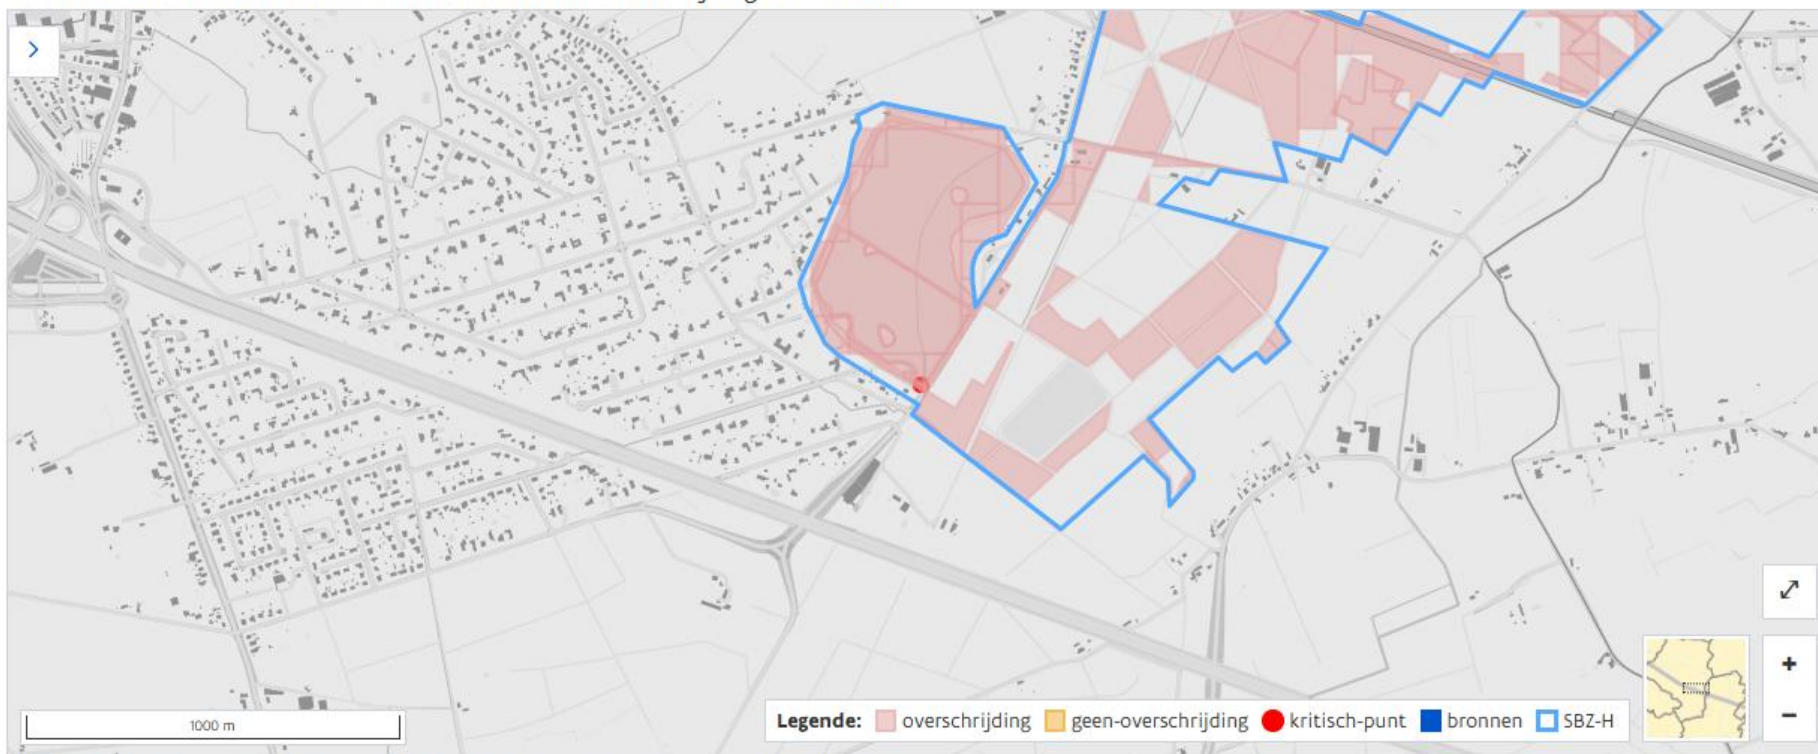 1000 m
Legende: overschrijding geen-overschrijding kritisch-punt bronnen SBZ-H
+
−